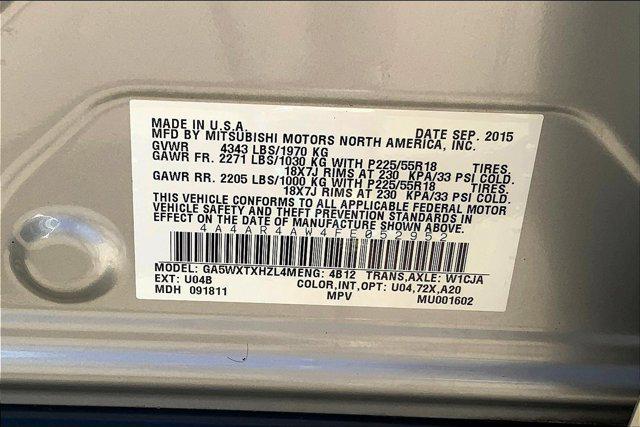 MADE IN U.S.A. DATE SEP. 2015
MFD BY MITSUBISHI MOTORS NORTH AMERICA, INC.
GVWR 4343 LBS/1970 KG
GAWR FR. 2271 LBS/1030 KG WITH P225/55R18 TIRES,
18X7J RIMS AT 230 KPA/33 PSI COLD.
GAWR RR. 2205 LBS/1000 KG WITH P225/55R18 TIRES,
18X7J RIMS AT 230 KPA/33 PSI COLD.
THIS VEHICLE CONFORMS TO ALL APPLICABLE FEDERAL MOTOR
VEHICLE SAFETY AND THEFT PREVENTION STANDARDS IN
EFFECT ON THE DATE OF MANUFACTURE SHOWN ABOVE.
4A4AR4AW4FE052952
MODEL: GA5WXTXHZL4MENG: 4B12 TRANS,AXLE: W1CJA
EXT: U04B COLOR,INT,OPT: U04,72X,A20
MDH 091811 MPV MU001602